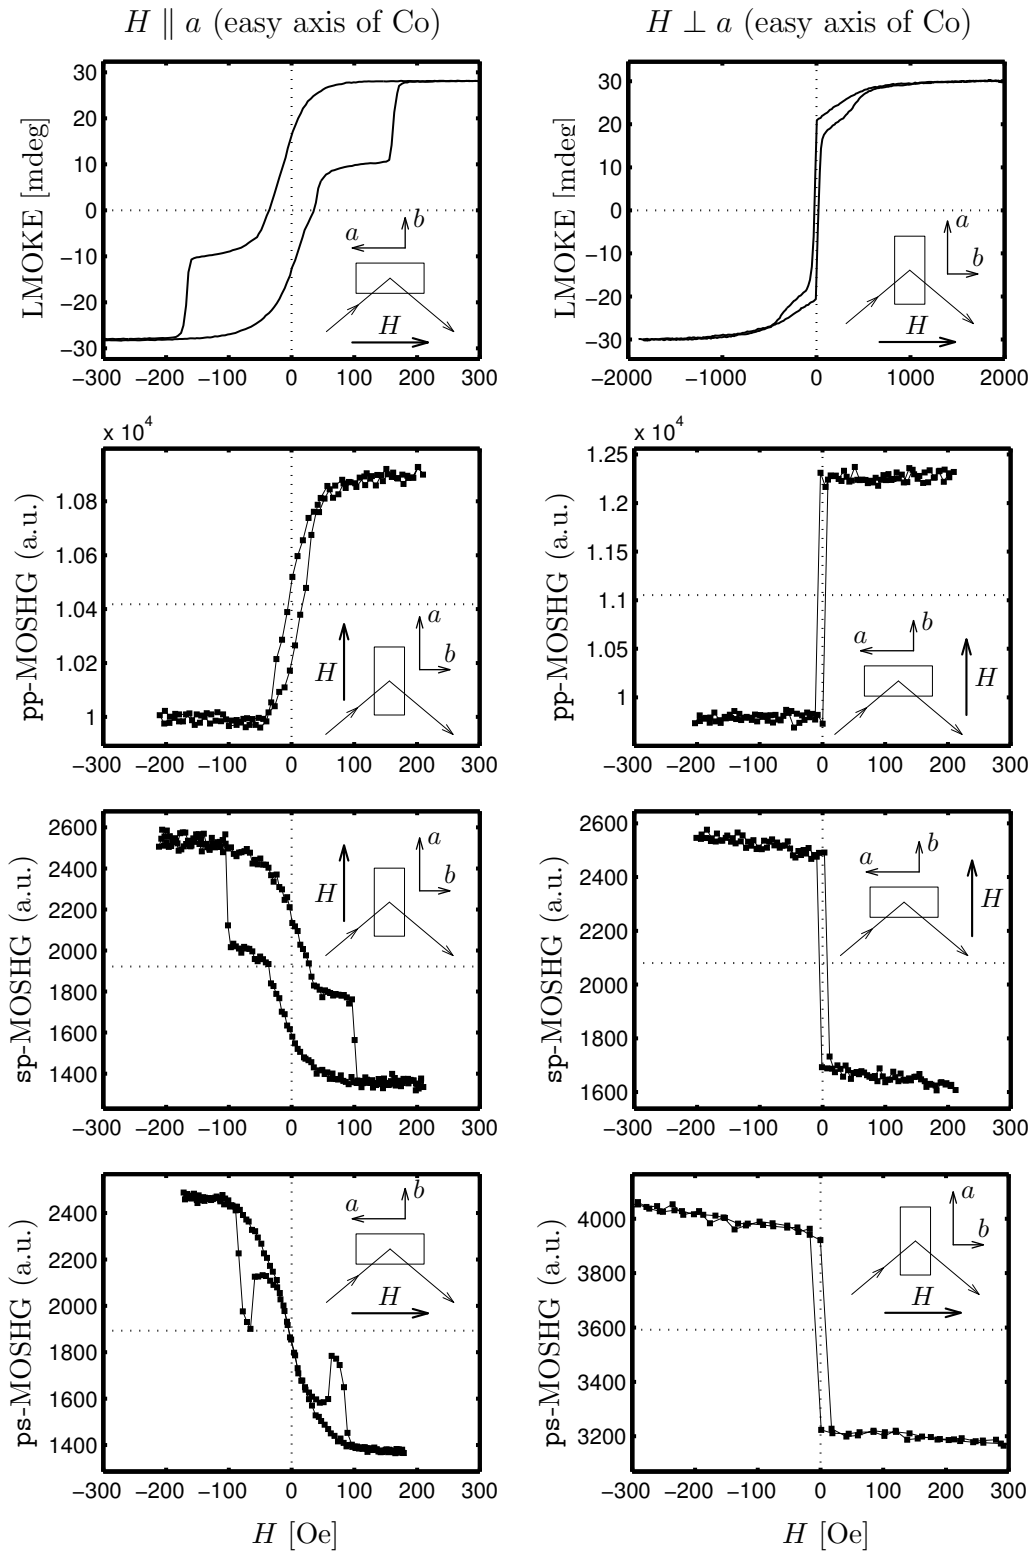 H ∥ a (easy axis of Co)
H ⊥ a (easy axis of Co)
LMOKE [mdeg]
30
20
10
0
−10
−20
−30
−300 −200 −100 0 100 200 300
a
b
H
LMOKE [mdeg]
30
20
10
0
−10
−20
−30
−2000 −1000 0 1000 2000
a
b
H
x 10^4
pp-MOSHG (a.u.)
1.08
1.06
1.04
1.02
1
−300 −200 −100 0 100 200 300
H
a
b
x 10^4
pp-MOSHG (a.u.)
1.25
1.2
1.15
1.1
1.05
1
−300 −200 −100 0 100 200 300
a
b
H
sp-MOSHG (a.u.)
2600
2400
2200
2000
1800
1600
1400
−300 −200 −100 0 100 200 300
H
a
b
sp-MOSHG (a.u.)
2600
2400
2200
2000
1800
1600
−300 −200 −100 0 100 200 300
a
b
H
ps-MOSHG (a.u.)
2400
2200
2000
1800
1600
1400
−300 −200 −100 0 100 200 300
a
b
H
H [Oe]
ps-MOSHG (a.u.)
4000
3800
3600
3400
3200
−300 −200 −100 0 100 200 300
a
b
H
H [Oe]